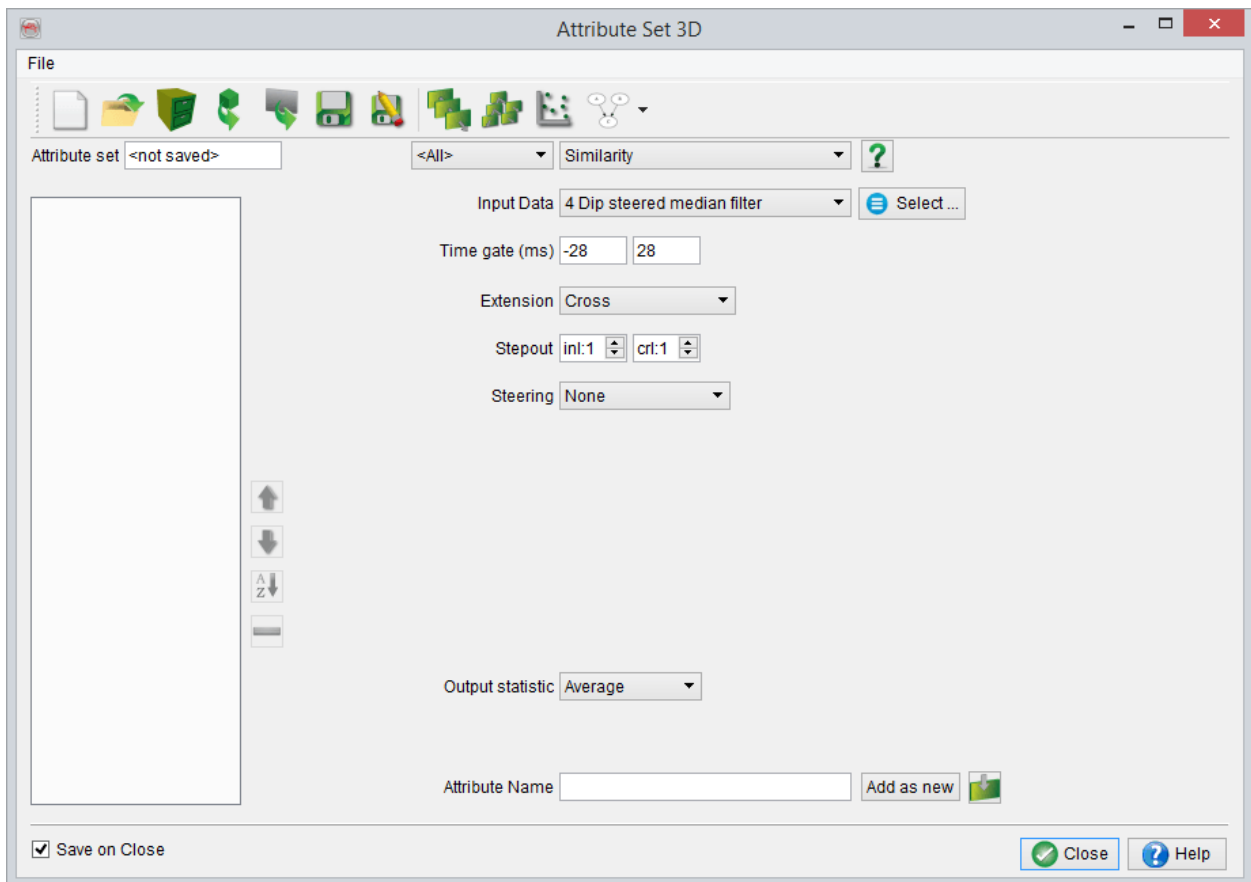 Attribute Set 3D
File
Attribute set <not saved> <All> Similarity
Input Data 4 Dip steered median filter Select ...
Time gate (ms) -28 28
Extension Cross
Stepout inl:1 crl:1
Steering None
A
Z
Output statistic Average
Attribute Name Add as new
Save on Close Close Help